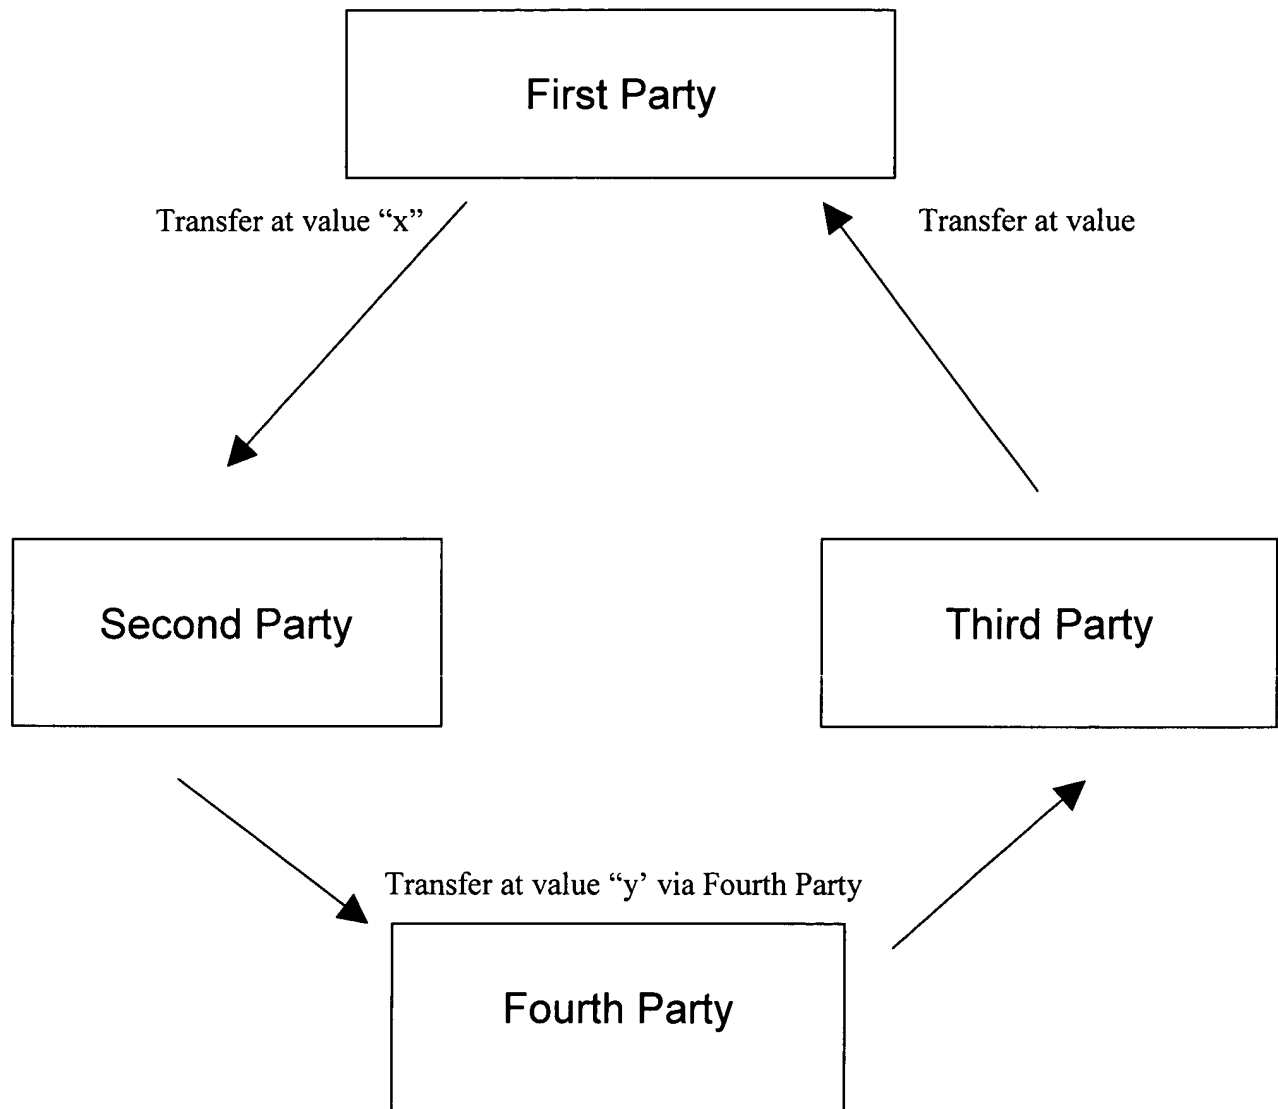 First Party
Transfer at value “x”
Transfer at value
Second Party
Third Party
Transfer at value “y’ via Fourth Party
Fourth Party